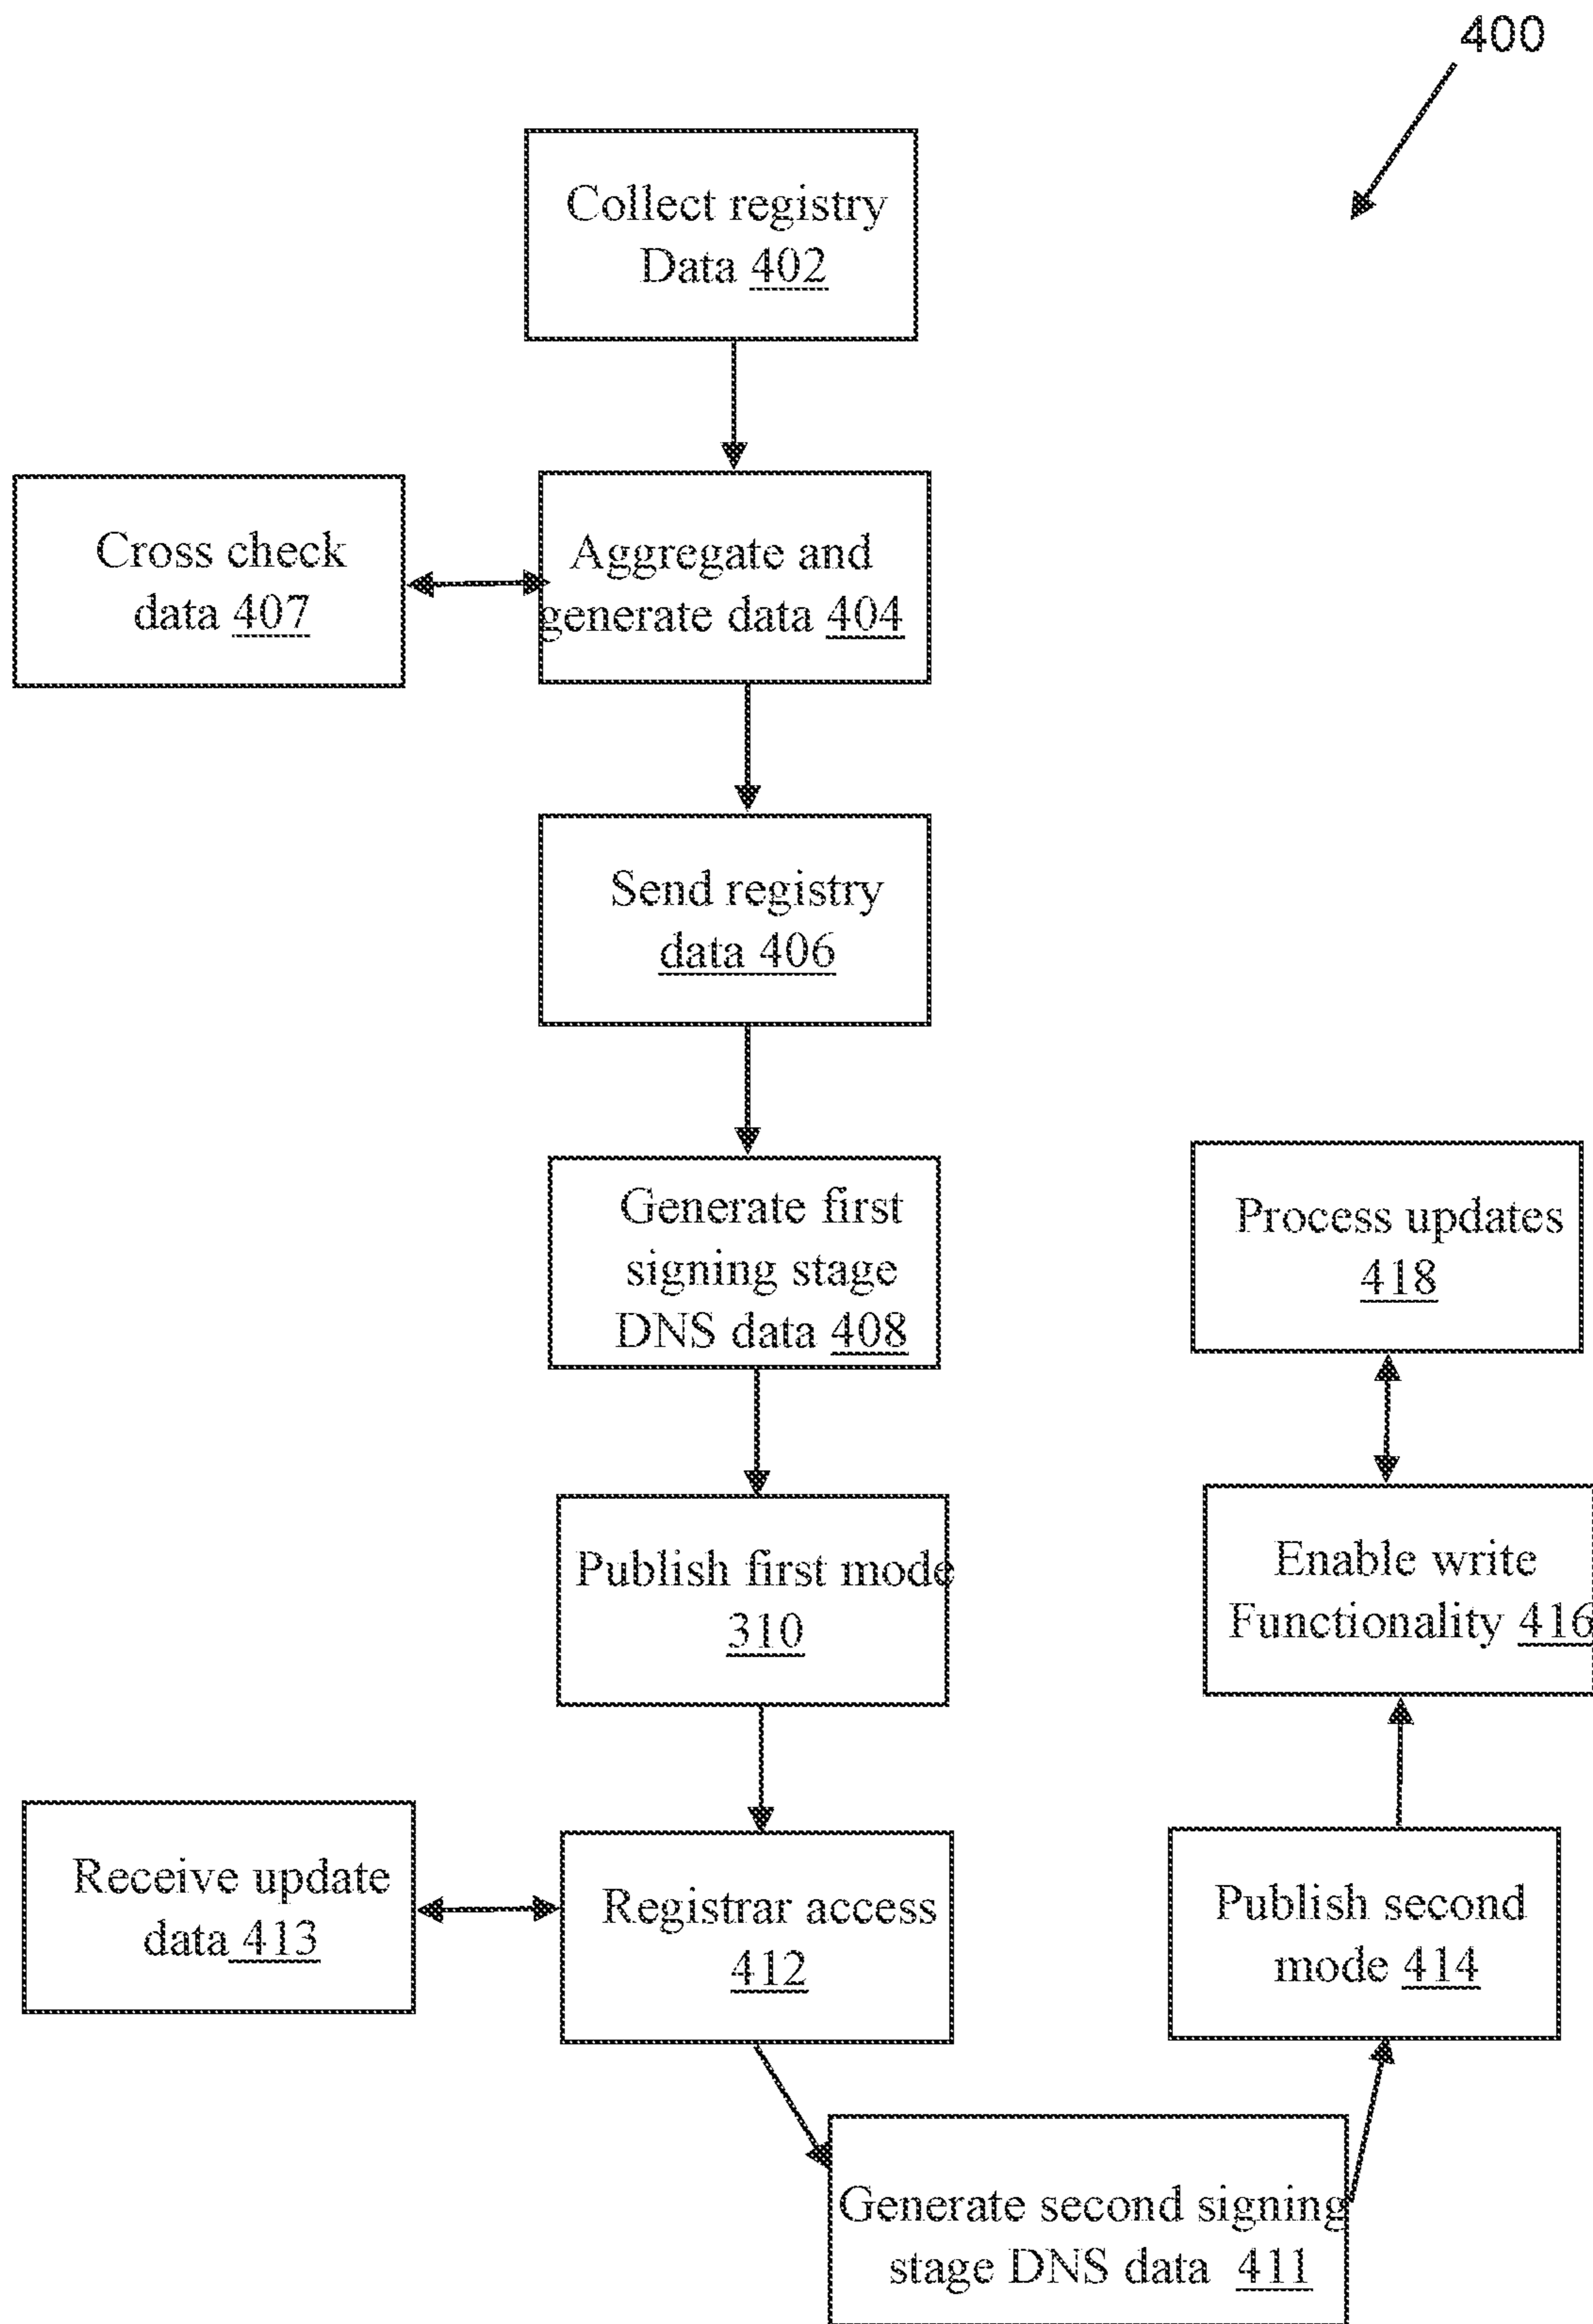 400
Collect registry
Data 402
Cross check
data 407
Aggregate and
generate data 404
Send registry
data 406
Generate first
signing stage
DNS data 408
Publish first mode
310
Receive update
data 413
Registrar access
412
Generate second signing
stage DNS data 411
Publish second
mode 414
Enable write
Functionality 416
Process updates
418